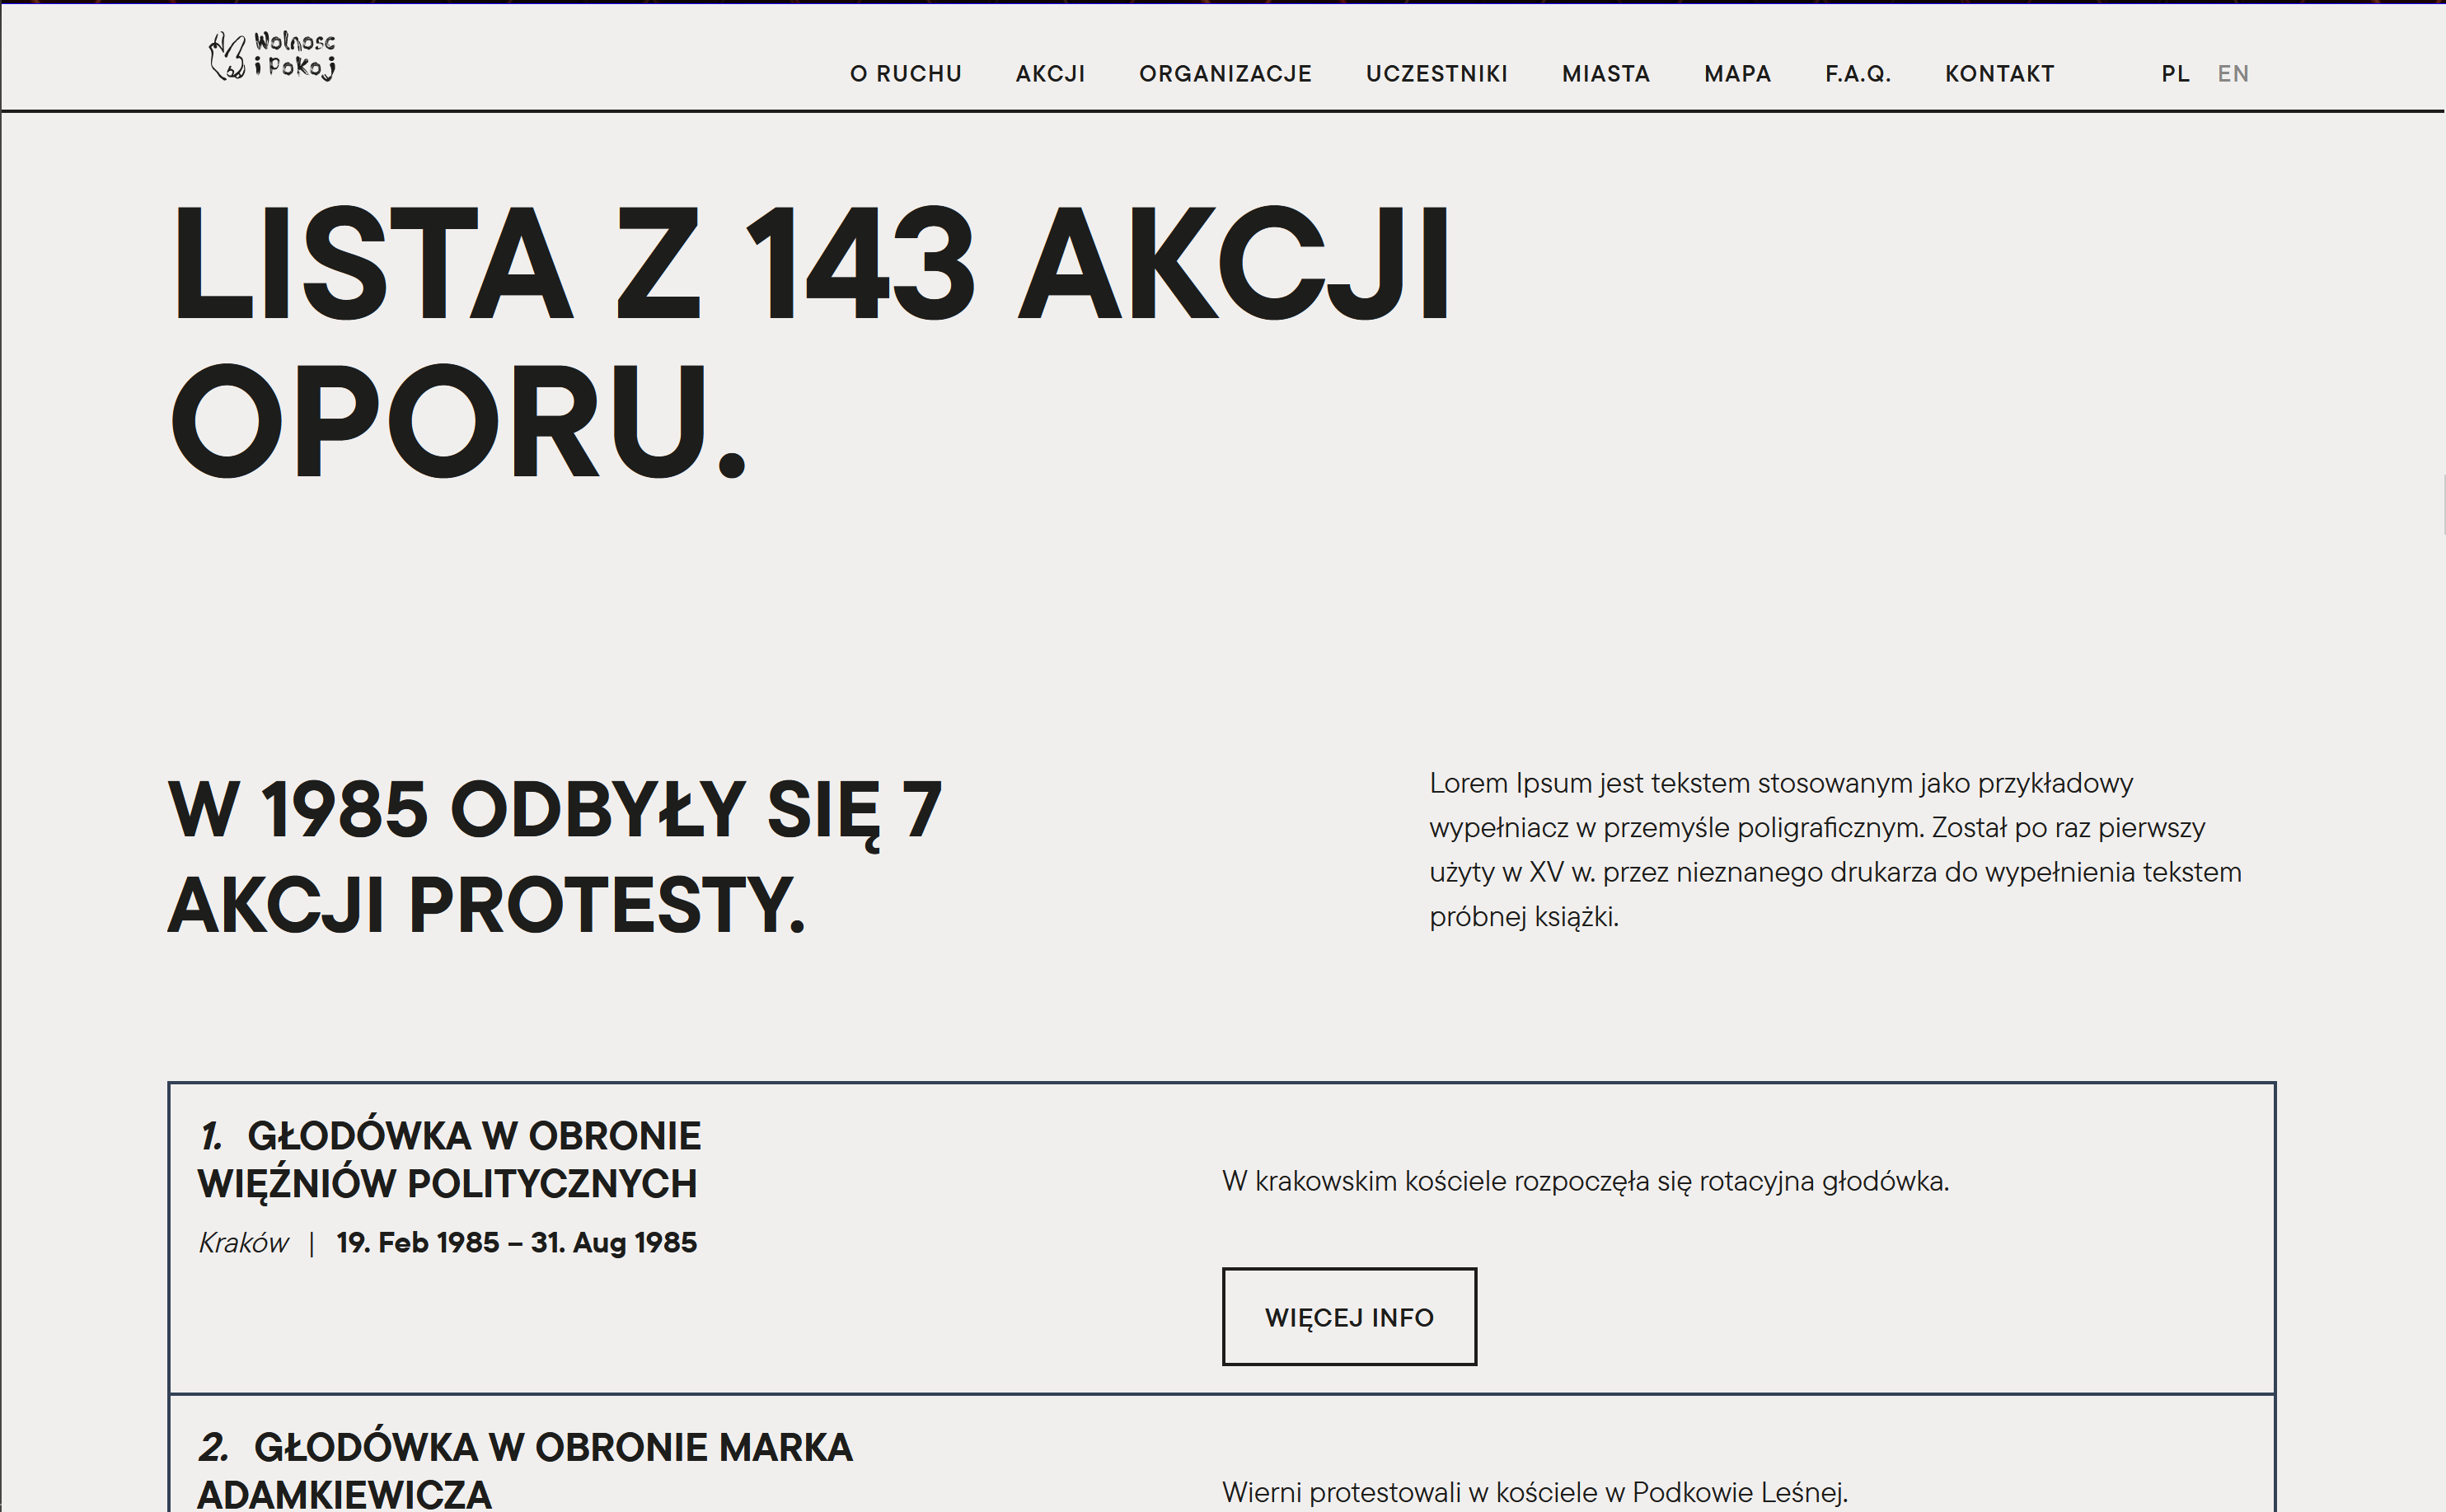 Wolnosc
i Pokoj
O RUCHU AKCJI ORGANIZACJE UCZESTNIKI MIASTA MAPA F.A.Q. KONTAKT PL EN
LISTA Z 143 AKCJI
OPORU.
W 1985 ODBYŁY SIĘ 7
AKCJI PROTESTY.
Lorem Ipsum jest tekstem stosowanym jako przykładowy
wypełniacz w przemyśle poligraficznym. Został po raz pierwszy
użyty w XV w. przez nieznanego drukarza do wypełnienia tekstem
próbnej książki.
1. GŁODÓWKA W OBRONIE
WIĘŹNIÓW POLITYCZNYCH
Kraków | 19. Feb 1985 – 31. Aug 1985
W krakowskim kościele rozpoczęła się rotacyjna głodówka.
WIĘCEJ INFO
2. GŁODÓWKA W OBRONIE MARKA
ADAMKIEWICZA
Wierni protestowali w kościele w Podkowie Leśnej.